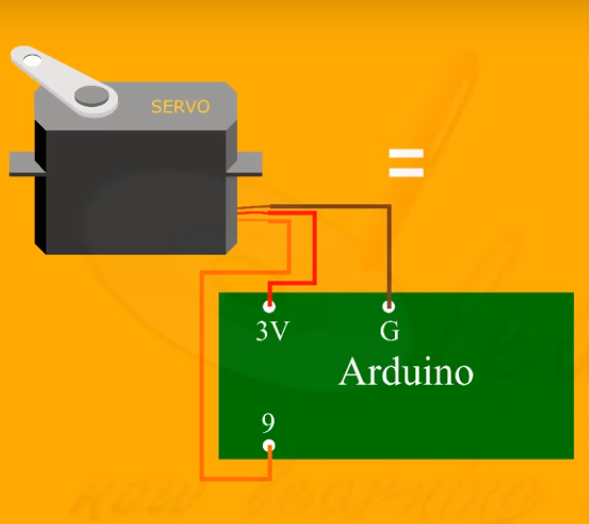 SERVO
=
3V G
Arduino
9